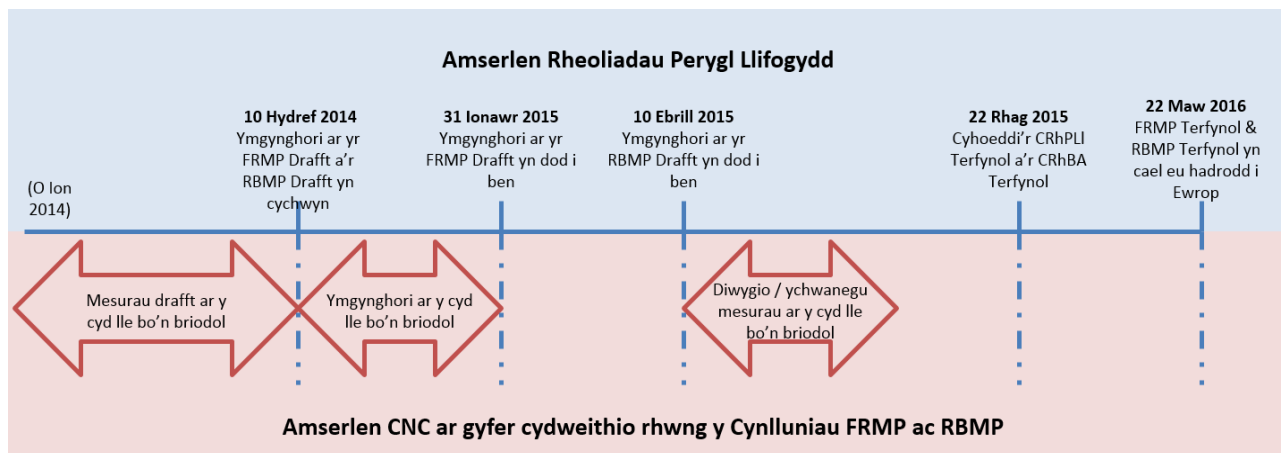 Amserlen Rheoliadau Perygl Llifogydd
(O Ion
2014)
10 Hydref 2014
Ymgynghori ar yr
FRMP Drafft a'r
RBMP Drafft yn
cychwyn
31 Ionawr 2015
Ymgynghori ar yr
FRMP Drafft yn dod i
ben
10 Ebrill 2015
Ymgynghori ar yr
RBMP Drafft yn dod i
ben
22 Rhag 2015
Cyhoeddi'r CRhPLl
Terfynol a'r CRhBA
Terfynol
22 Maw 2016
FRMP Terfynol &
RBMP Terfynol yn
cael eu hadrodd i
Ewrop
Mesurau drafft ar y
cyd lle bo'n briodol
Ymgynghori ar y cyd
lle bo'n briodol
Diwygio / ychwanegu
mesurau ar y cyd lle
bo'n briodol
Amserlen CNC ar gyfer cydweithio rhwng y Cynlluniau FRMP ac RBMP